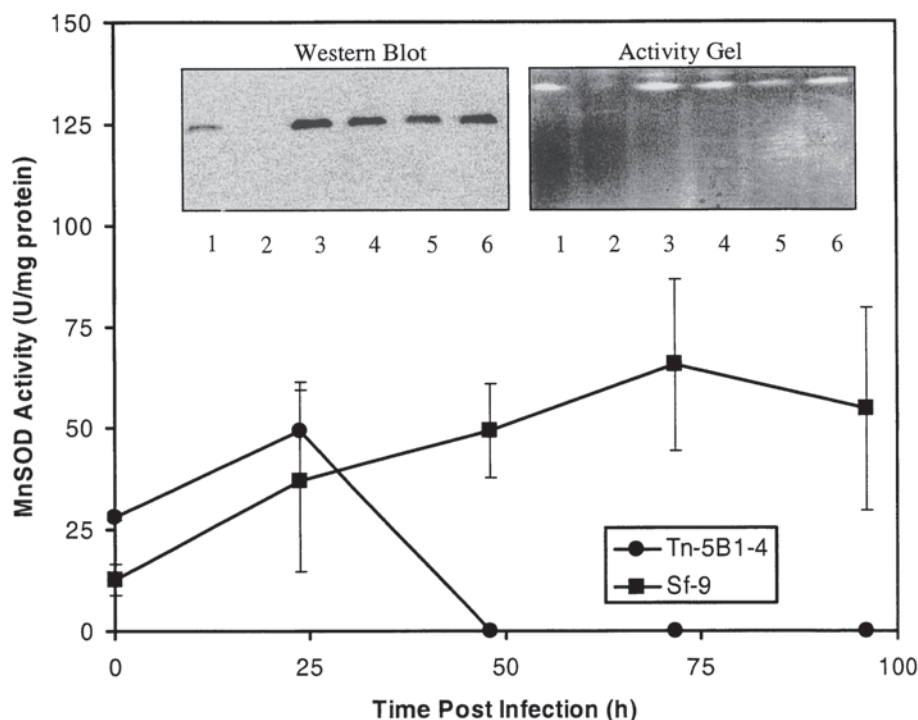 150
125
100
75
50
25
0
MnSOD Activity (U/mg protein)
Western Blot
Activity Gel
1 2 3 4 5 6
1 2 3 4 5 6
Tn-5B1-4
Sf-9
0 25 50 75 100
Time Post Infection (h)